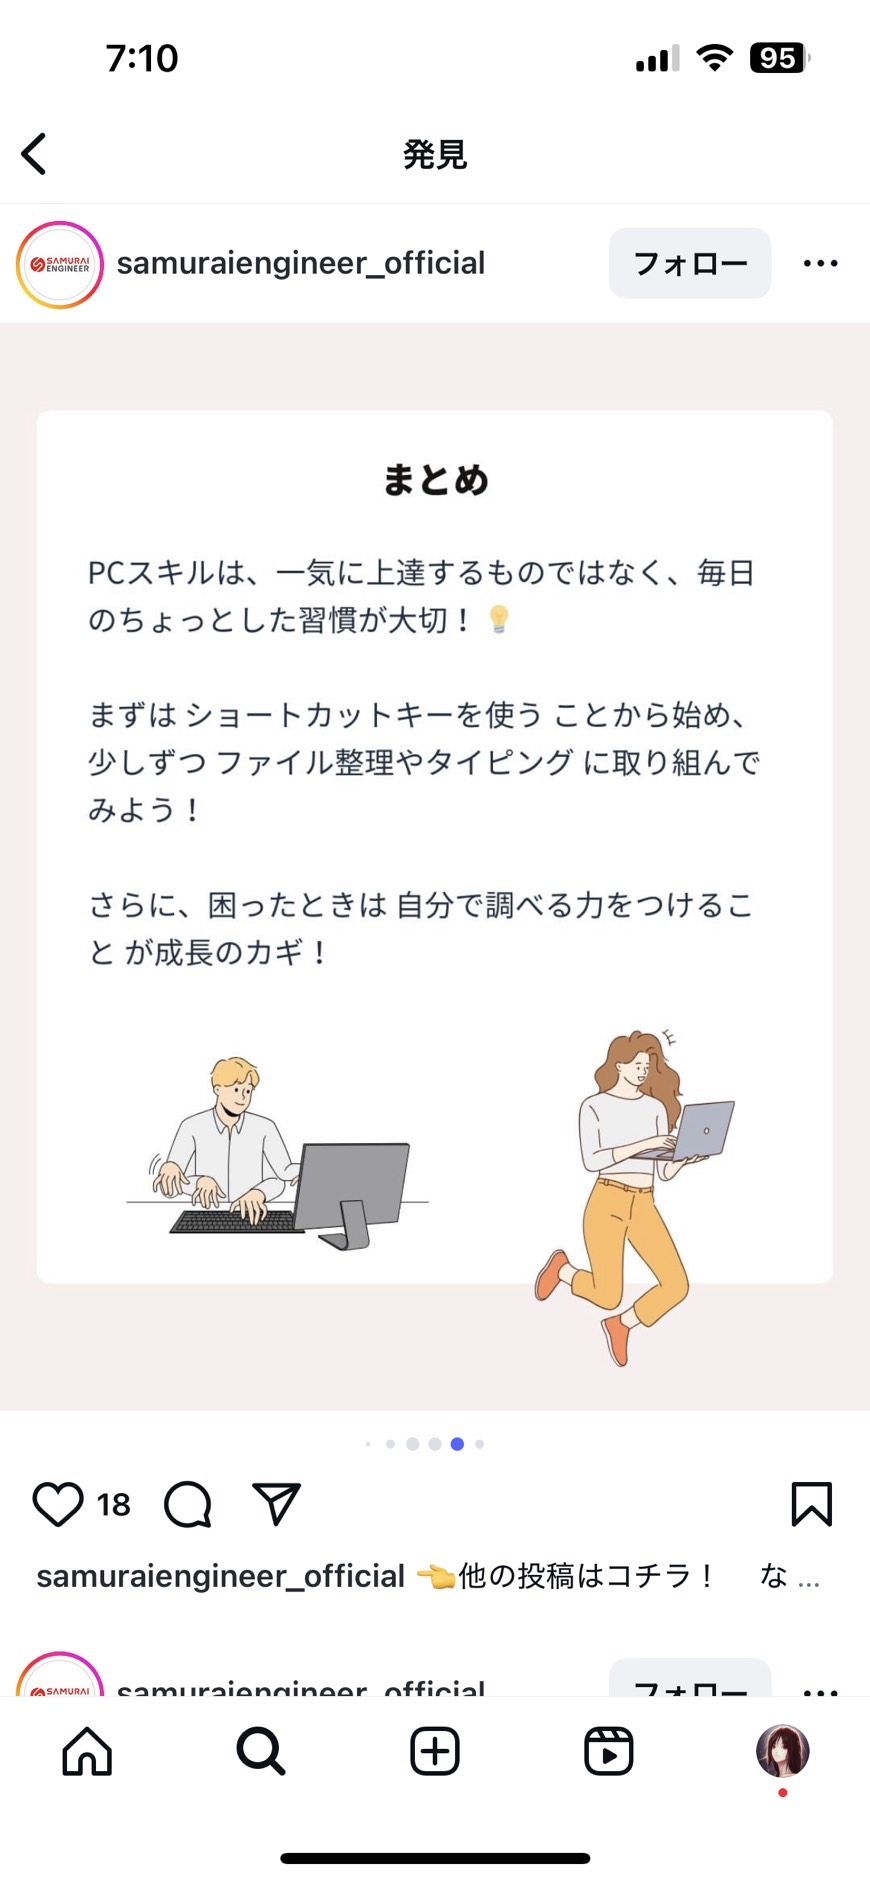 7:10
95
発見
SAMURAI
ENGINEER
samuraiengineer_official
フォロー
まとめ
PCスキルは、一気に上達するものではなく、毎日
のちょっとした習慣が大切！💡
まずは ショートカットキーを使う ことから始め、
少しずつ ファイル整理やタイピング に取り組んで
みよう！
さらに、困ったときは 自分で調べる力をつけるこ
と が成長のカギ！
18
samuraiengineer_official 👈他の投稿はコチラ！ な ...
SAMURAI
samuraiengineer_official
フォロー